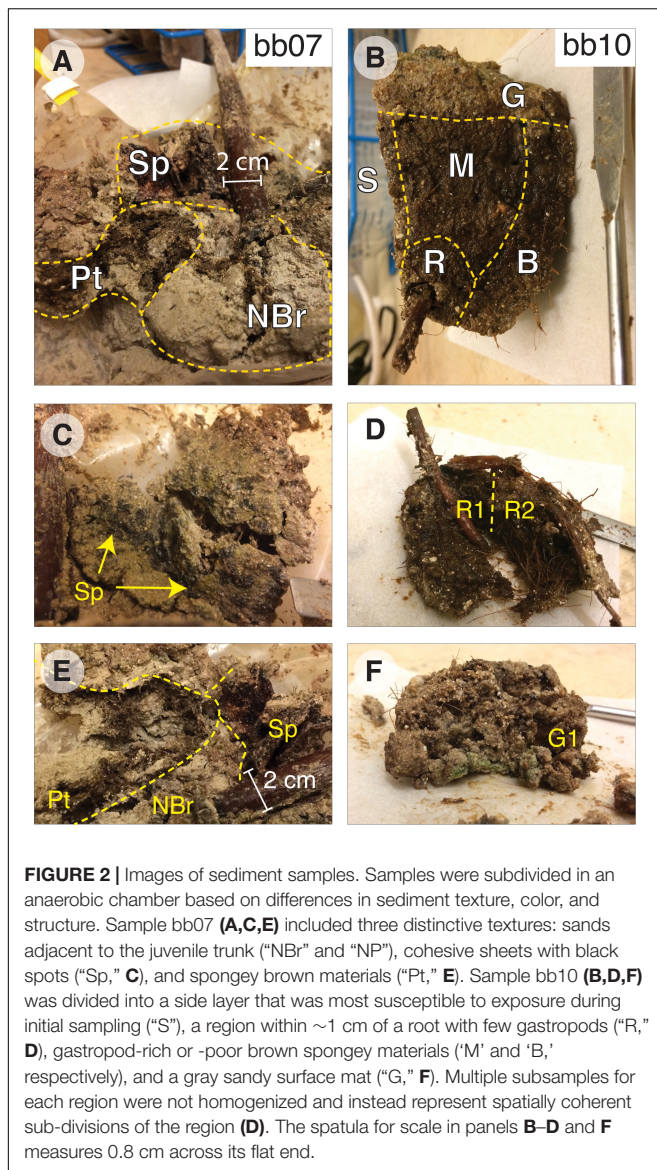 A
bb07
Sp
2 cm
Pt
NBr
B
bb10
G
S
M
R
B
C
Sp
D
R1
R2
E
Sp
2 cm
Pt
NBr
F
G1
FIGURE 2 | Images of sediment samples. Samples were subdivided in an
anaerobic chamber based on differences in sediment texture, color, and
structure. Sample bb07 (A,C,E) included three distinctive textures: sands
adjacent to the juvenile trunk (“NBr” and “NP”), cohesive sheets with black
spots (“Sp,” C), and spongey brown materials (“Pt,” E). Sample bb10 (B,D,F)
was divided into a side layer that was most susceptible to exposure during
initial sampling (“S”), a region within ~1 cm of a root with few gastropods (“R,”
D), gastropod-rich or -poor brown spongey materials (‘M’ and ‘B,’
respectively), and a gray sandy surface mat (“G,” F). Multiple subsamples for
each region were not homogenized and instead represent spatially coherent
sub-divisions of the region (D). The spatula for scale in panels B–D and F
measures 0.8 cm across its flat end.